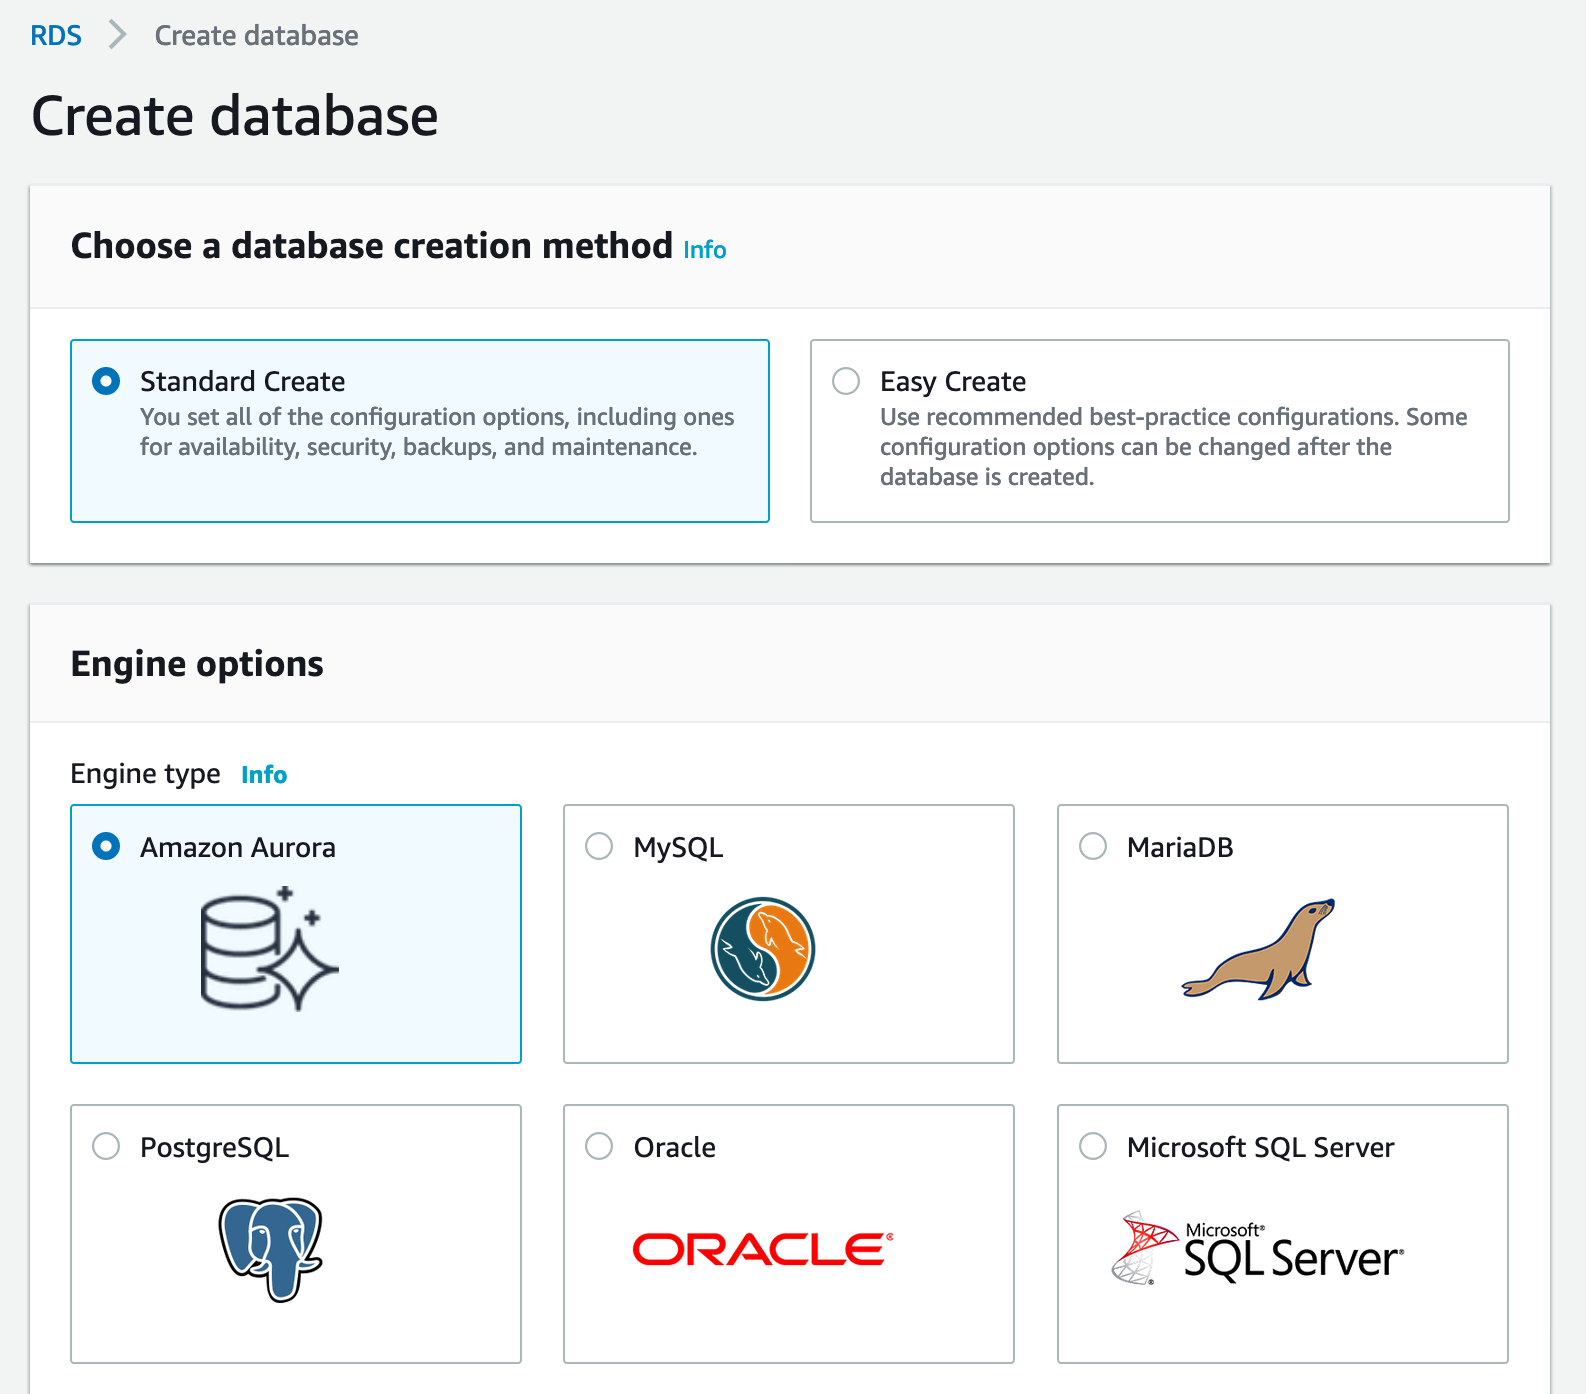 RDS > Create database
Create database
Choose a database creation method Info
Standard Create
You set all of the configuration options, including ones
for availability, security, backups, and maintenance.
Easy Create
Use recommended best-practice configurations. Some
configuration options can be changed after the
database is created.
Engine options
Engine type Info
Amazon Aurora
MySQL
MariaDB
PostgreSQL
Oracle
ORACLE®
Microsoft SQL Server
Microsoft®
SQL Server®